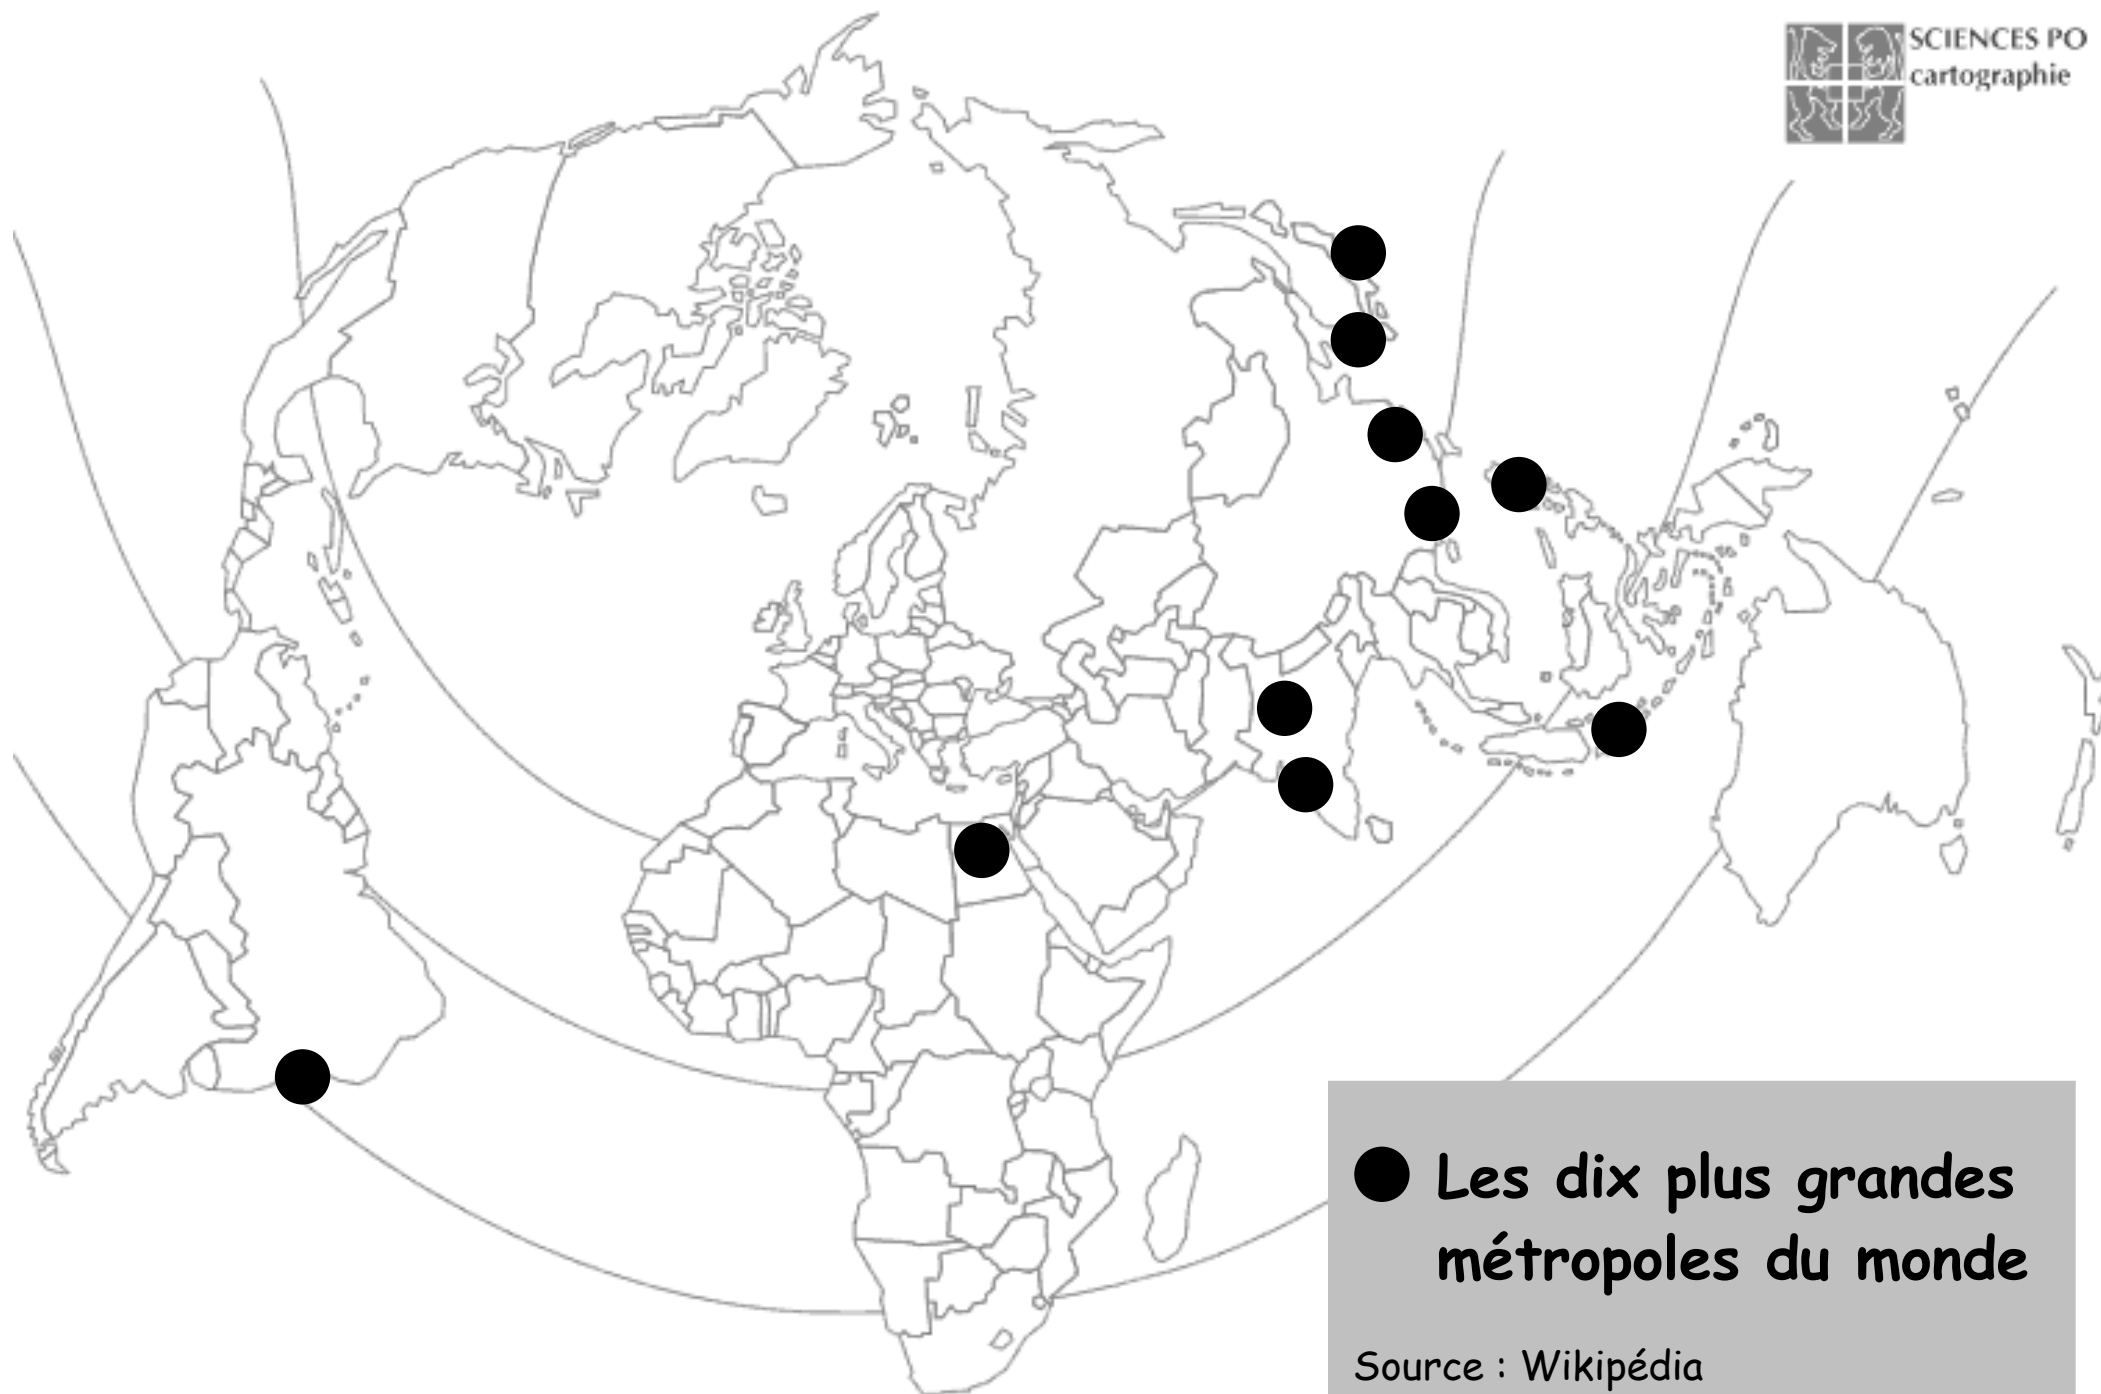 SCIENCES PO
cartographie
Les dix plus grandes
métropoles du monde
Source : Wikipédia